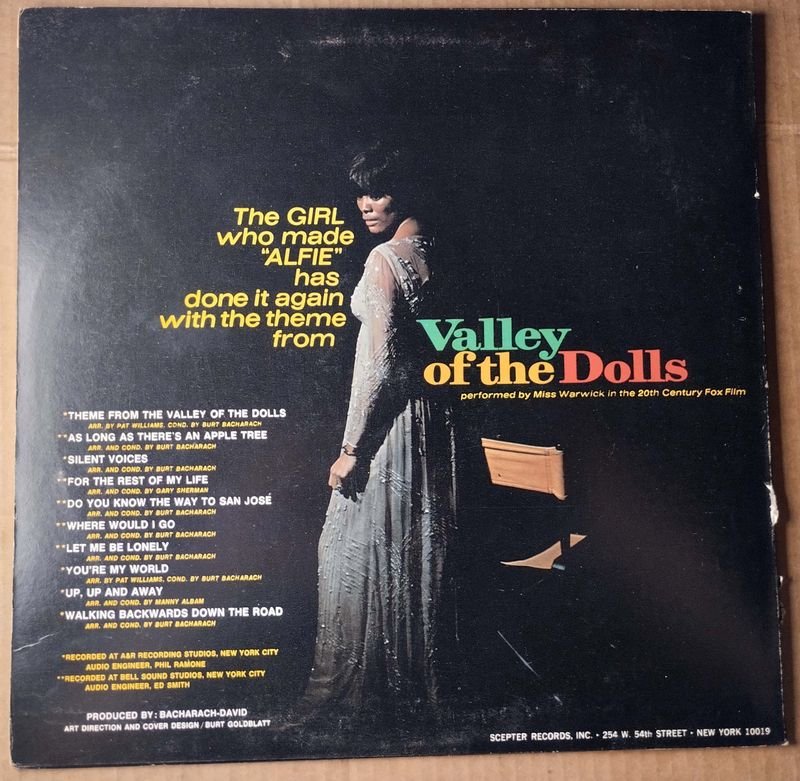 The GIRL
who made
"ALFIE"
has
done it again
with the theme
from
Valley
of the Dolls
performed by Miss Warwick in the 20th Century Fox Film
*THEME FROM THE VALLEY OF THE DOLLS
ARR. BY PAT WILLIAMS. COND. BY BURT BACHARACH
**AS LONG AS THERE'S AN APPLE TREE
ARR. AND COND. BY BURT BACHARACH
*SILENT VOICES
ARR. AND COND. BY BURT BACHARACH
**FOR THE REST OF MY LIFE
ARR. AND COND. BY GARY SHERMAN
**DO YOU KNOW THE WAY TO SAN JOSÉ
ARR. AND COND. BY BURT BACHARACH
**WHERE WOULD I GO
ARR. AND COND. BY BURT BACHARACH
**LET ME BE LONELY
ARR. AND COND. BY BURT BACHARACH
*YOU'RE MY WORLD
ARR. BY PAT WILLIAMS. COND. BY BURT BACHARACH
*UP, UP AND AWAY
ARR. AND COND. BY MANNY ALBAM
*WALKING BACKWARDS DOWN THE ROAD
ARR. AND COND. BY BURT BACHARACH
*RECORDED AT A&R RECORDING STUDIOS, NEW YORK CITY
AUDIO ENGINEER, PHIL RAMONE
**RECORDED AT BELL SOUND STUDIOS, NEW YORK CITY
AUDIO ENGINEER, ED SMITH
PRODUCED BY: BACHARACH-DAVID
ART DIRECTION AND COVER DESIGN / BURT GOLDBLATT
SCEPTER RECORDS, INC. • 254 W. 54th STREET • NEW YORK 10019